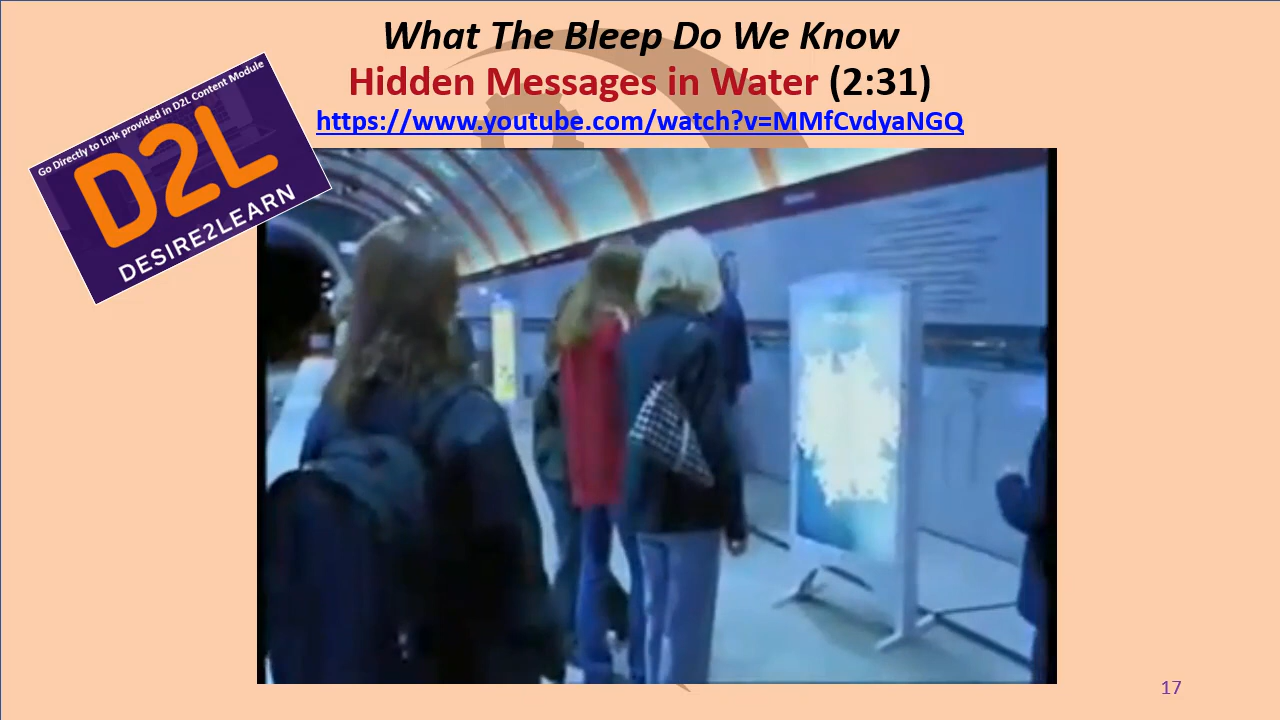 What The Bleep Do We Know
Hidden Messages in Water (2:31)
https://www.youtube.com/watch?v=MMfCvdyaNGQ
Go Directly to Link provided in D2L Content Module
D2L
DESIRE2LEARN
17